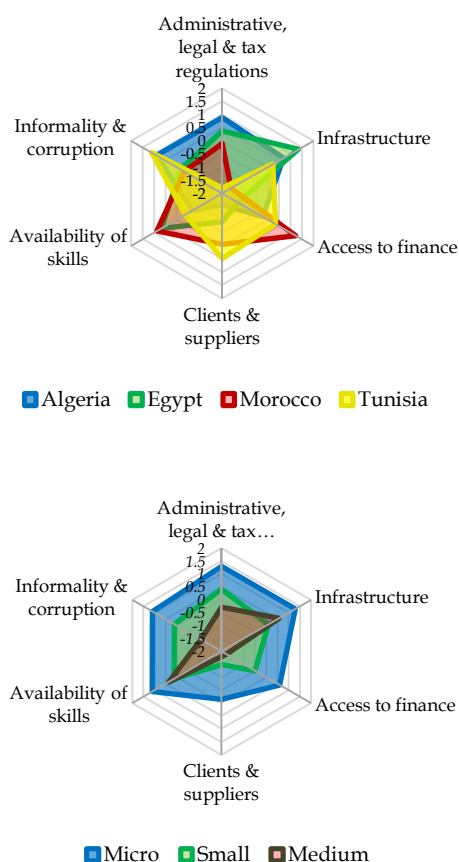 Administrative,
legal & tax
regulations
2
1.5
1
0.5
0
-0.5
-1
-1.5
-2
Informality &
corruption
Infrastructure
Availability of
skills
Access to finance
Clients &
suppliers
Algeria Egypt Morocco Tunisia
Administrative,
legal & tax…
2
1.5
1
0.5
0
-0.5
-1
-1.5
-2
Informality &
corruption
Infrastructure
Availability of
skills
Access to finance
Clients &
suppliers
Micro Small Medium